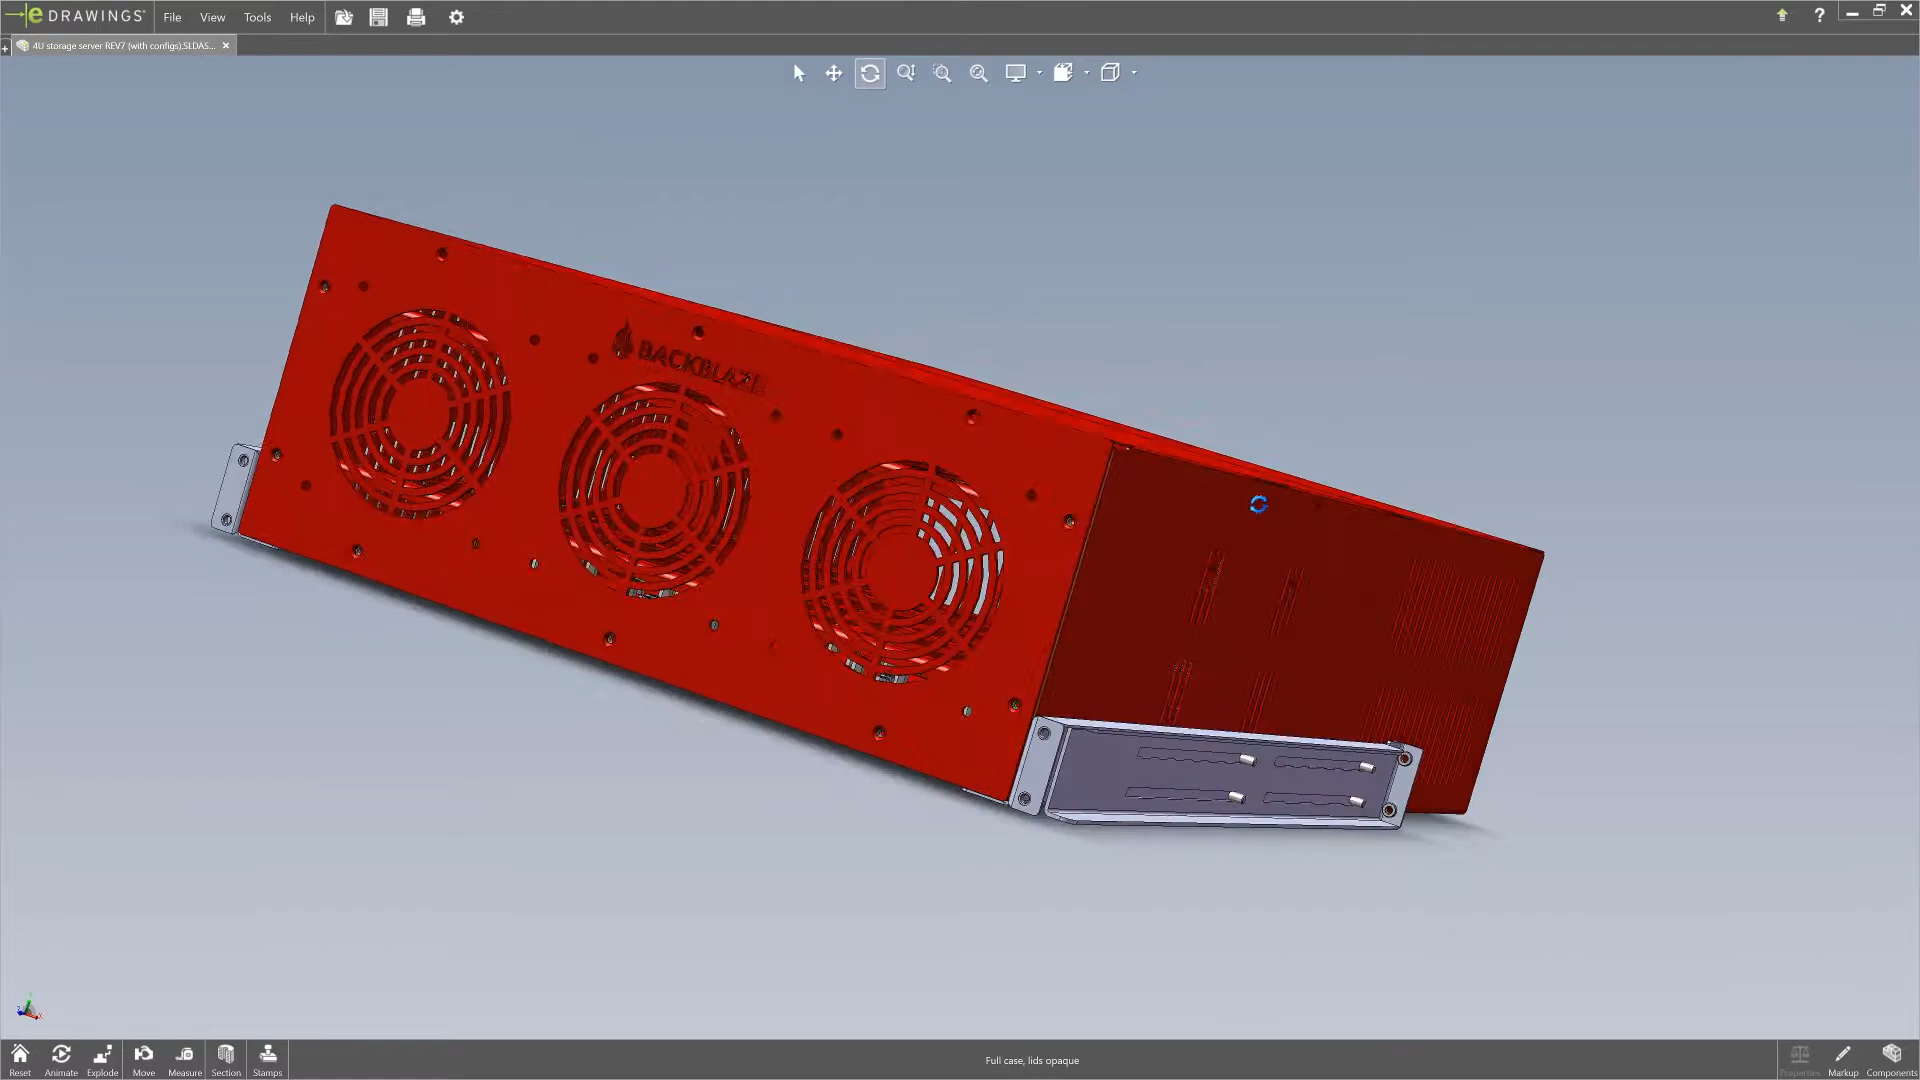 eDRAWINGS®
File View Tools Help
4U storage server REV7 (with configs).SLDAS...
BACKBLAZE
Full case, lids opaque
Reset Animate Explode Move Measure Section Stamps
Properties Markup Components